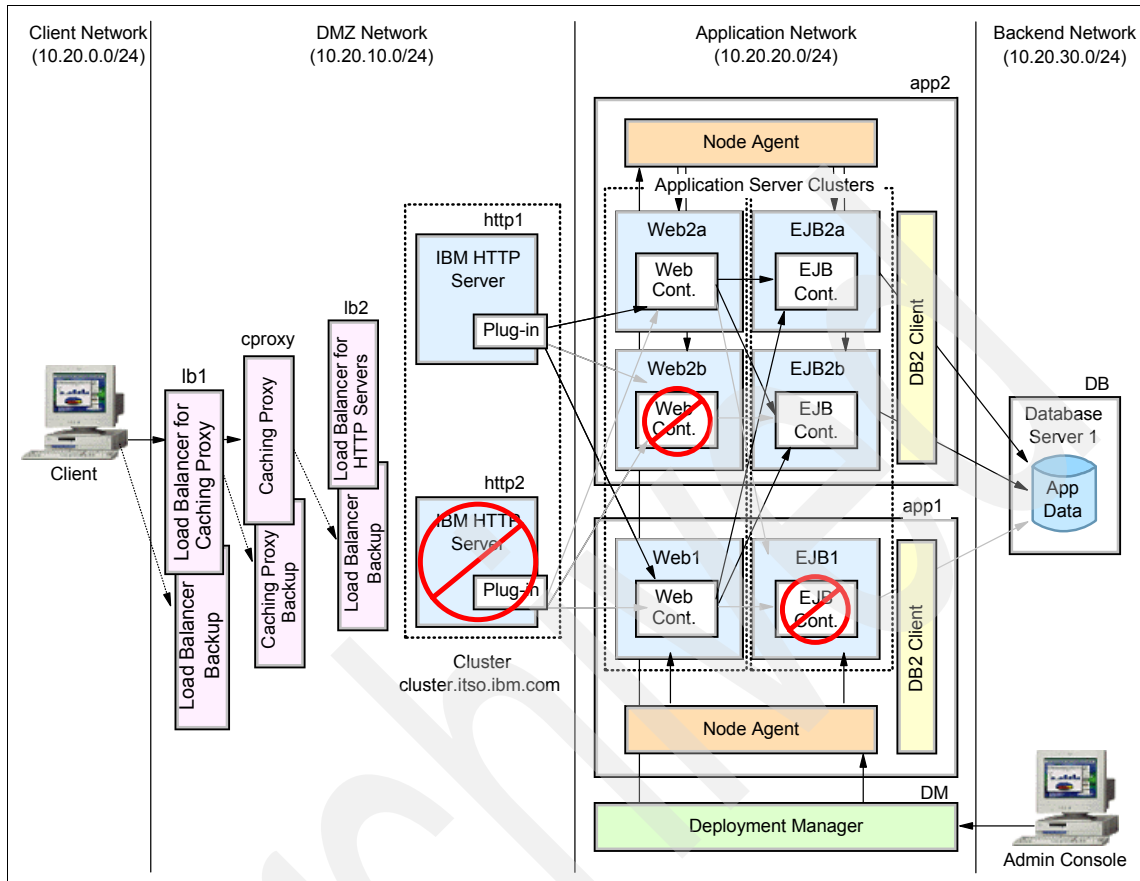 Client Network
(10.20.0.0/24)
DMZ Network
(10.20.10.0/24)
Application Network
(10.20.20.0/24)
Backend Network
(10.20.30.0/24)
Client
lb1
Load Balancer for
Caching Proxy
Load Balancer
Backup
cproxy
Caching Proxy
Caching Proxy
Backup
lb2
Load Balancer for
HTTP Servers
Load Balancer
Backup
http1
IBM HTTP
Server
Plug-in
http2
IBM HTTP
Server
Plug-in
Cluster
cluster.itso.ibm.com
app2
Node Agent
Application Server Clusters
Web2a
Web
Cont.
EJB2a
EJB
Cont.
Web2b
Web
Cont.
EJB2b
EJB
Cont.
DB2 Client
app1
Web1
Web
Cont.
EJB1
EJB
Cont.
DB2 Client
Node Agent
DM
Deployment Manager
DB
Database
Server 1
App
Data
Admin Console